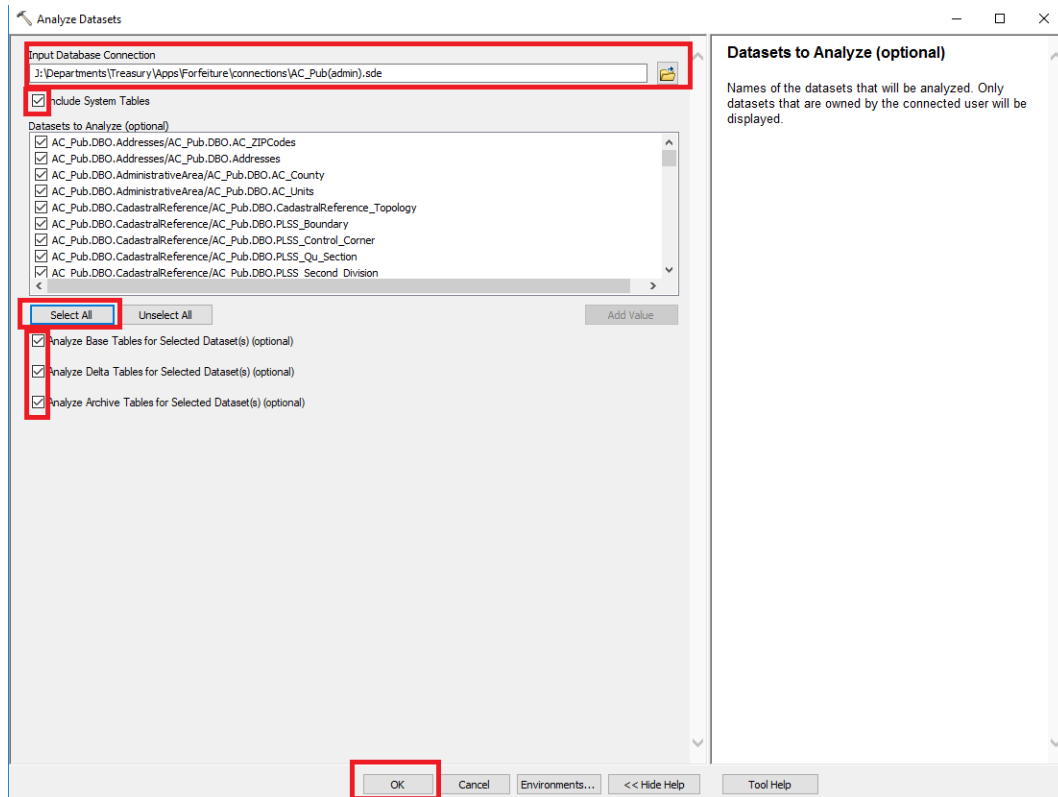 Analyze Datasets
Input Database Connection
J:\Departments\Treasury\Apps\Forfeiture\connections\AC_Pub(admin).sde
Include System Tables
Datasets to Analyze (optional)
AC_Pub.DBO.Addresses/AC_Pub.DBO.AC_ZIPCodes
AC_Pub.DBO.Addresses/AC_Pub.DBO.Addresses
AC_Pub.DBO.AdministrativeArea/AC_Pub.DBO.AC_County
AC_Pub.DBO.AdministrativeArea/AC_Pub.DBO.AC_Units
AC_Pub.DBO.CadastralReference/AC_Pub.DBO.CadastralReference_Topology
AC_Pub.DBO.CadastralReference/AC_Pub.DBO.PLSS_Boundary
AC_Pub.DBO.CadastralReference/AC_Pub.DBO.PLSS_Control_Corner
AC_Pub.DBO.CadastralReference/AC_Pub.DBO.PLSS_Qu_Section
AC_Pub.DBO.CadastralReference/AC_Pub.DBO.PLSS_Second_Division
Select All Unselect All Add Value
Analyze Base Tables for Selected Dataset(s) (optional)
Analyze Delta Tables for Selected Dataset(s) (optional)
Analyze Archive Tables for Selected Dataset(s) (optional)
Datasets to Analyze (optional)
Names of the datasets that will be analyzed. Only
datasets that are owned by the connected user will be
displayed.
OK Cancel Environments... << Hide Help Tool Help